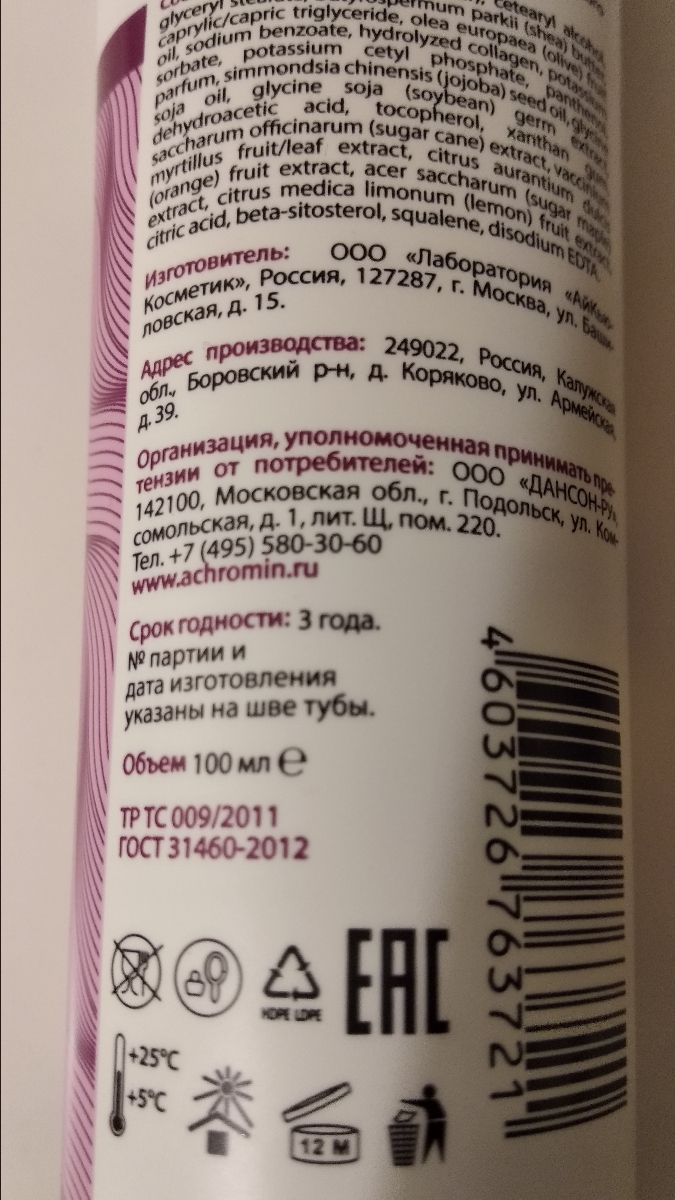 cetearyl alcohol,
glyceryl parkii (shea) butter,
caprylic/capric triglyceride, olea europaea (olive) fruit
oil, sodium benzoate, hydrolyzed collagen, potassium
sorbate, potassium cetyl phosphate, panthenol,
parfum, simmondsia chinensis (jojoba) seed oil, glycine
soja oil, glycine soja (soybean) germ extract,
dehydroacetic acid, tocopherol, xanthan gum,
saccharum officinarum (sugar cane) extract, vaccinium
myrtillus fruit/leaf extract, citrus aurantium dulcis
(orange) fruit extract, acer saccharum (sugar maple)
extract, citrus medica limonum (lemon) fruit extract,
citric acid, beta-sitosterol, squalene, disodium EDTA.
Изготовитель: ООО «Лаборатория «АйКью-
Косметик», Россия, 127287, г. Москва, ул. Баши-
ловская, д. 15.
Адрес производства: 249022, Россия, Калужская
обл., Боровский р-н, д. Коряково, ул. Армейская,
д. 39.
Организация, уполномоченная принимать пре-
тензии от потребителей: ООО «ДАНСОН-РУ»,
142100, Московская обл., г. Подольск, ул. Ком-
сомольская, д. 1, лит. Щ, пом. 220.
Тел. +7 (495) 580-30-60
www.achromin.ru
Срок годности: 3 года.
№ партии и
дата изготовления
указаны на шве тубы.
Объем 100 мл ℮
ТР ТС 009/2011
ГОСТ 31460-2012
4 603726 763721
HDPE LDPE
EAC
+25°C
+5°C
12 M